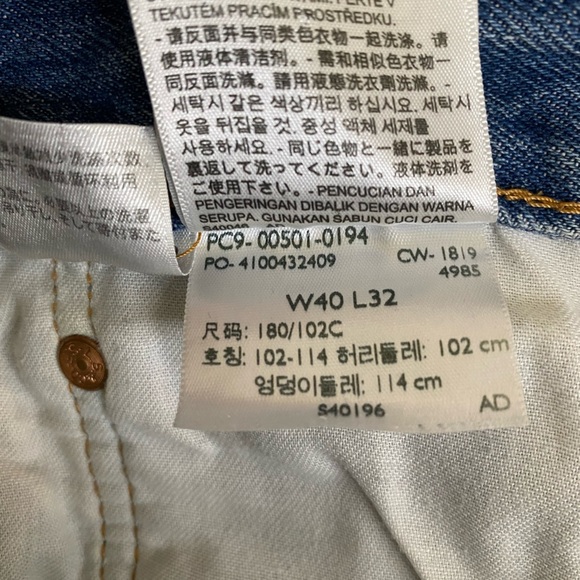 TEKUTÉM PRACÍM PROSTŘEDKU.
- 请反面并与同类色衣物一起洗涤。请
使用液体清洁剂。- 需和相似色衣物一
同反面洗滌。請用液態洗衣劑洗滌。-
세탁시 같은 색상끼리 하십시요. 세탁시
옷을 뒤집을 것. 중성 액체 세제를
사용하세요. - 同じ色物と一緒に製品を
裏返して洗ってください。液体洗剤を
ご使用下さい。- PENCUCIAN DAN
PENGERINGAN DIBALIK DENGAN WARNA
SERUPA. GUNAKAN SABUN CUCI CAIR.
PC9- 00501-0194
PO- 4100432409 CW- 1819
4985
W40 L32
尺码: 180/102C
호칭: 102-114 허리둘레: 102 cm
엉덩이둘레: 114 cm
S40196 AD